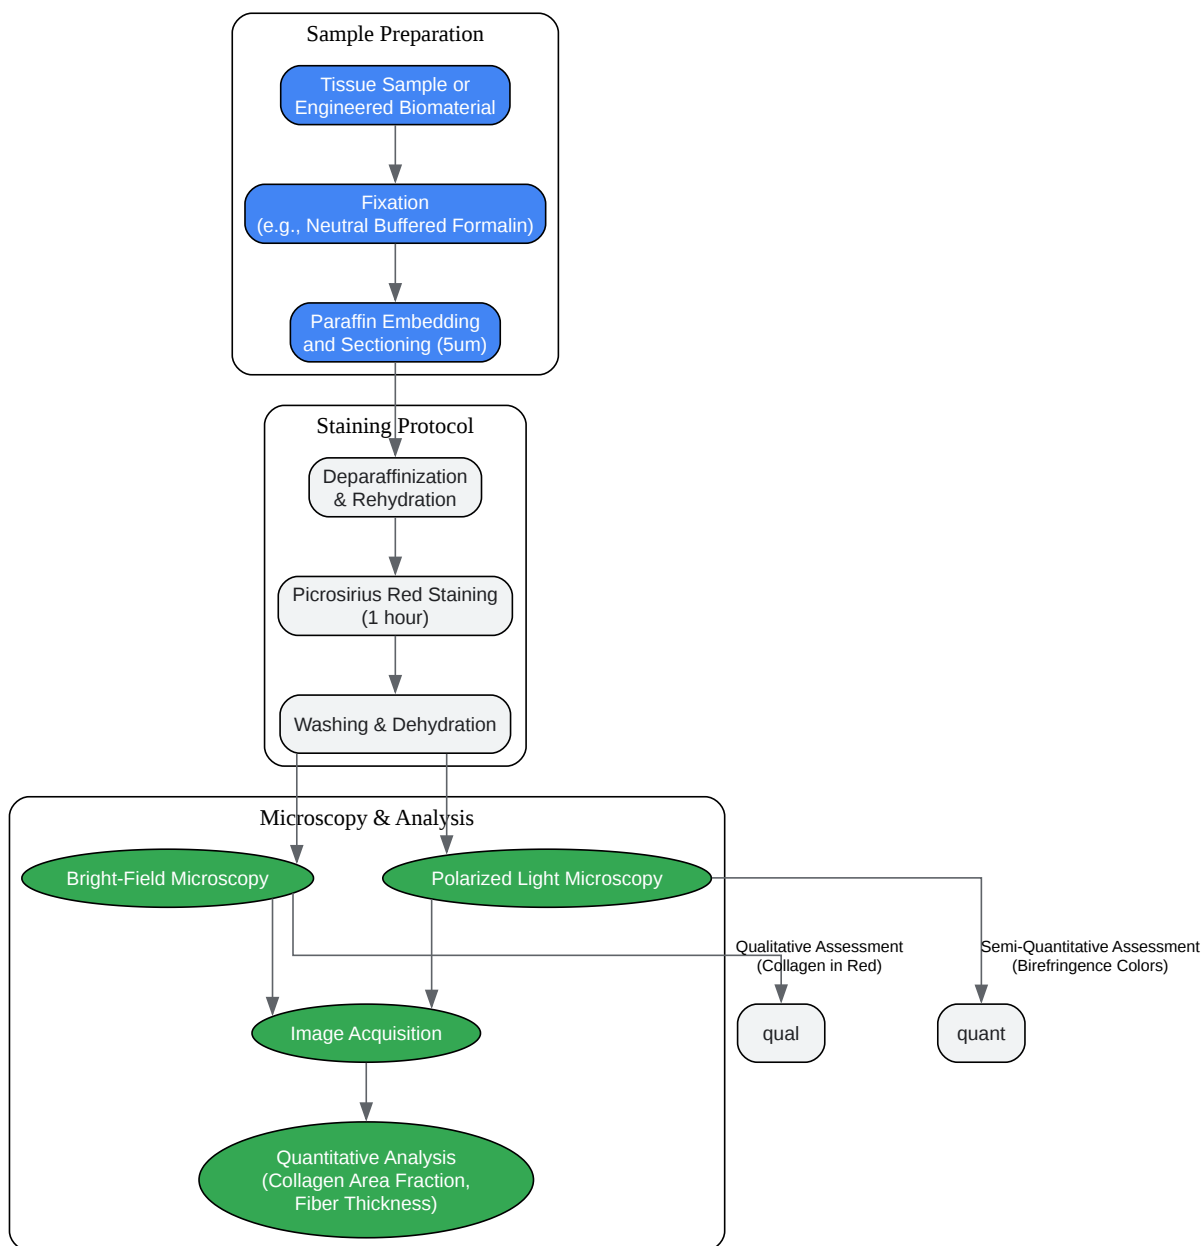 Sample Preparation
Tissue Sample or
Engineered Biomaterial
Fixation
(e.g., Neutral Buffered Formalin)
Paraffin Embedding
and Sectioning (5um)
Staining Protocol
Deparaffinization
& Rehydration
Picrosirius Red Staining
(1 hour)
Washing & Dehydration
Microscopy & Analysis
Bright-Field Microscopy
Polarized Light Microscopy
Qualitative Assessment
(Collagen in Red)
Semi-Quantitative Assessment
(Birefringence Colors)
Image Acquisition
qual
quant
Quantitative Analysis
(Collagen Area Fraction,
Fiber Thickness)